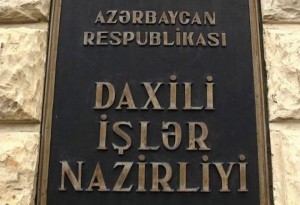 AZƏRBAYCAN
RESPUBLİKASI
DAXİLİ
İŞLƏR
NAZİRLİYİ